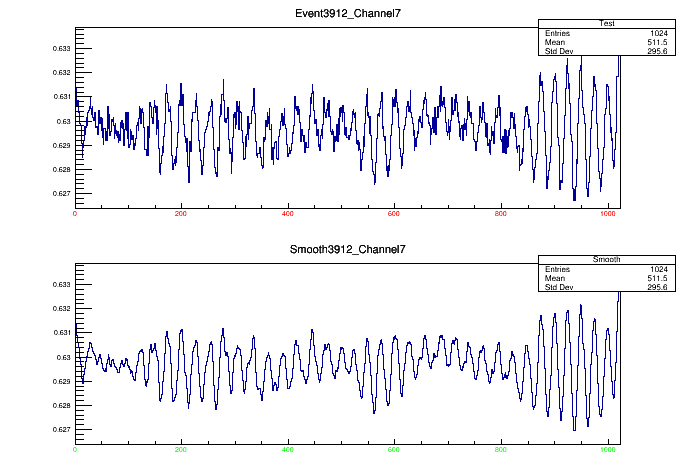 Event3912_Channel7
Test
Entries 1024
Mean 511.5
Std Dev 295.6
0.633
0.632
0.631
0.63
0.629
0.628
0.627
0 200 400 600 800 1000
Smooth3912_Channel7
Smooth
Entries 1024
Mean 511.5
Std Dev 295.6
0.633
0.632
0.631
0.63
0.629
0.628
0.627
0 200 400 600 800 1000